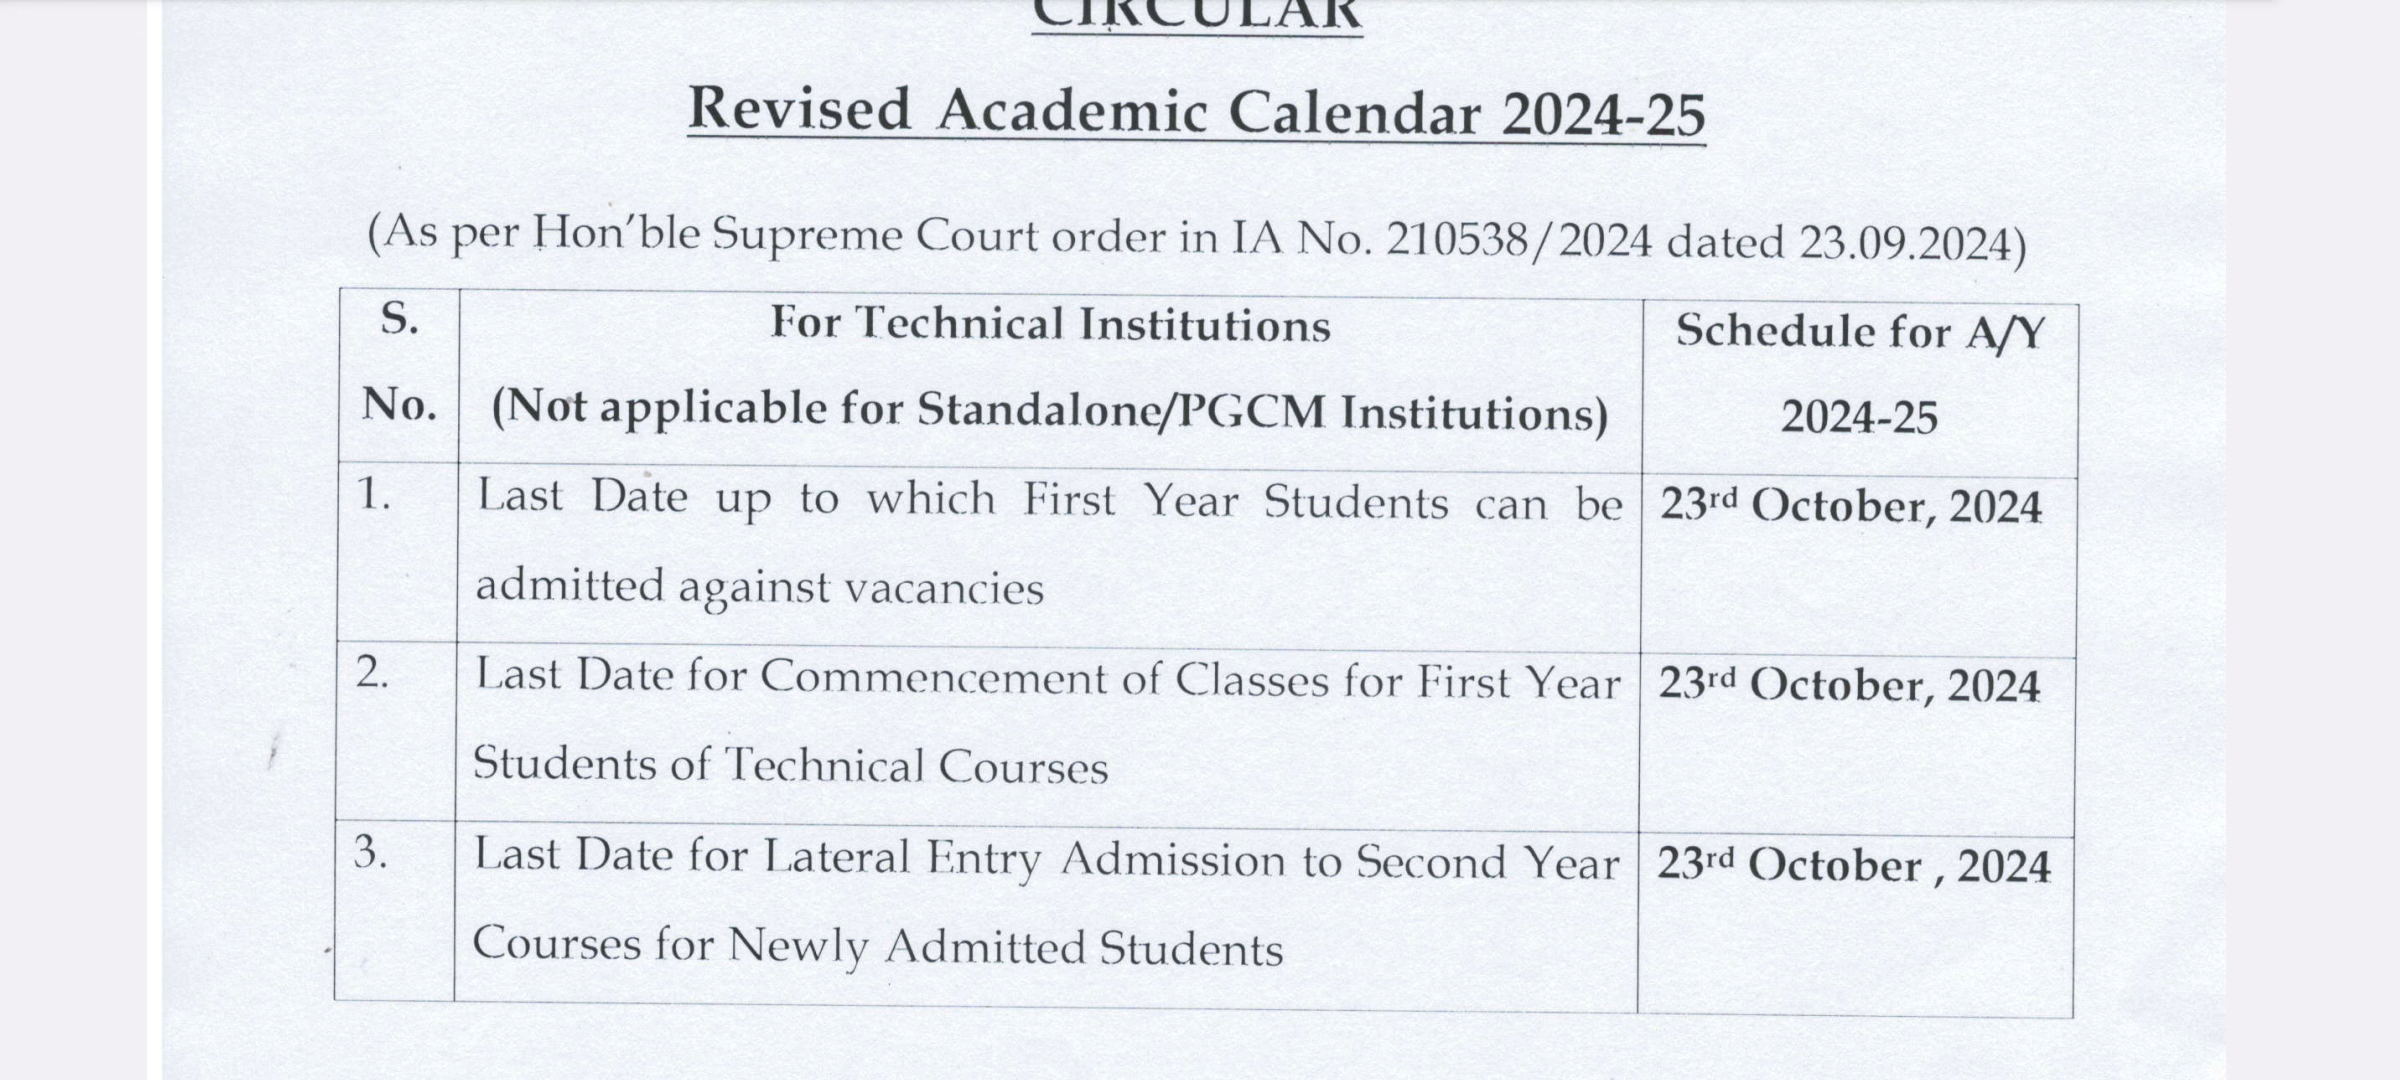 CIRCULAR
Revised Academic Calendar 2024-25
(As per Hon'ble Supreme Court order in IA No. 210538/2024 dated 23.09.2024)
S. No.
For Technical Institutions
(Not applicable for Standalone/PGCM Institutions)
Schedule for A/Y
2024-25
1.
Last Date up to which First Year Students can be
admitted against vacancies
23rd October, 2024
2.
Last Date for Commencement of Classes for First Year
Students of Technical Courses
23rd October, 2024
3.
Last Date for Lateral Entry Admission to Second Year
Courses for Newly Admitted Students
23rd October , 2024